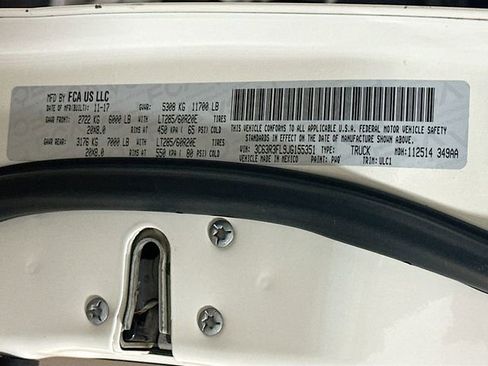 MFD BY FCA US LLC
DATE OF MFR(BUILT): 11-17 GVWR: 5308 KG 11700 LB
GAWR FRONT: 2722 KG 6000 LB WITH LT285/60R20E TIRES
20X8.0 RIMS AT 450 KPA ( 65 PSI) COLD
GAWR REAR: 3176 KG 7000 LB WITH LT285/60R20E TIRES
20X8.0 RIMS AT 550 KPA ( 80 PSI) COLD
THIS VEHICLE CONFORMS TO ALL APPLICABLE U.S.A. FEDERAL MOTOR VEHICLE SAFETY
STANDARDS IN EFFECT ON THE DATE OF MANUFACTURE SHOWN ABOVE.
VIN: 3C63R3FL9JG155351 TYPE: TRUCK MDH:112514 349AA
MADE IN MEXICO PAINT: PW7 TRIM: ULC1